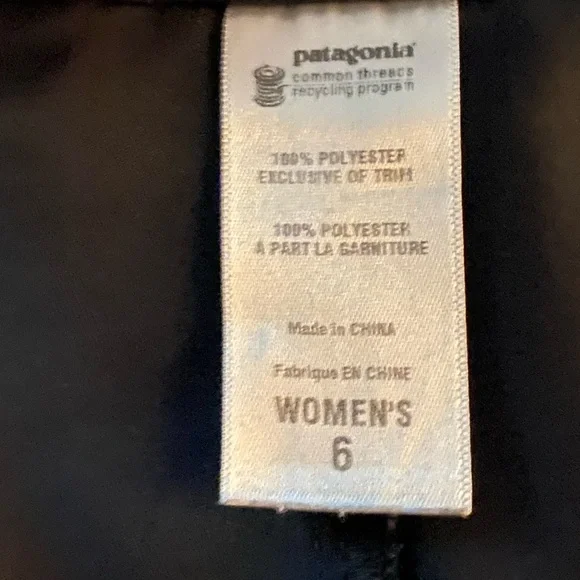 patagonia
common threads
recycling program
100% POLYESTER
EXCLUSIVE OF TRIM
100% POLYESTER
A PART LA GARNITURE
Made in CHINA
Fabrique EN CHINE
WOMEN'S
6